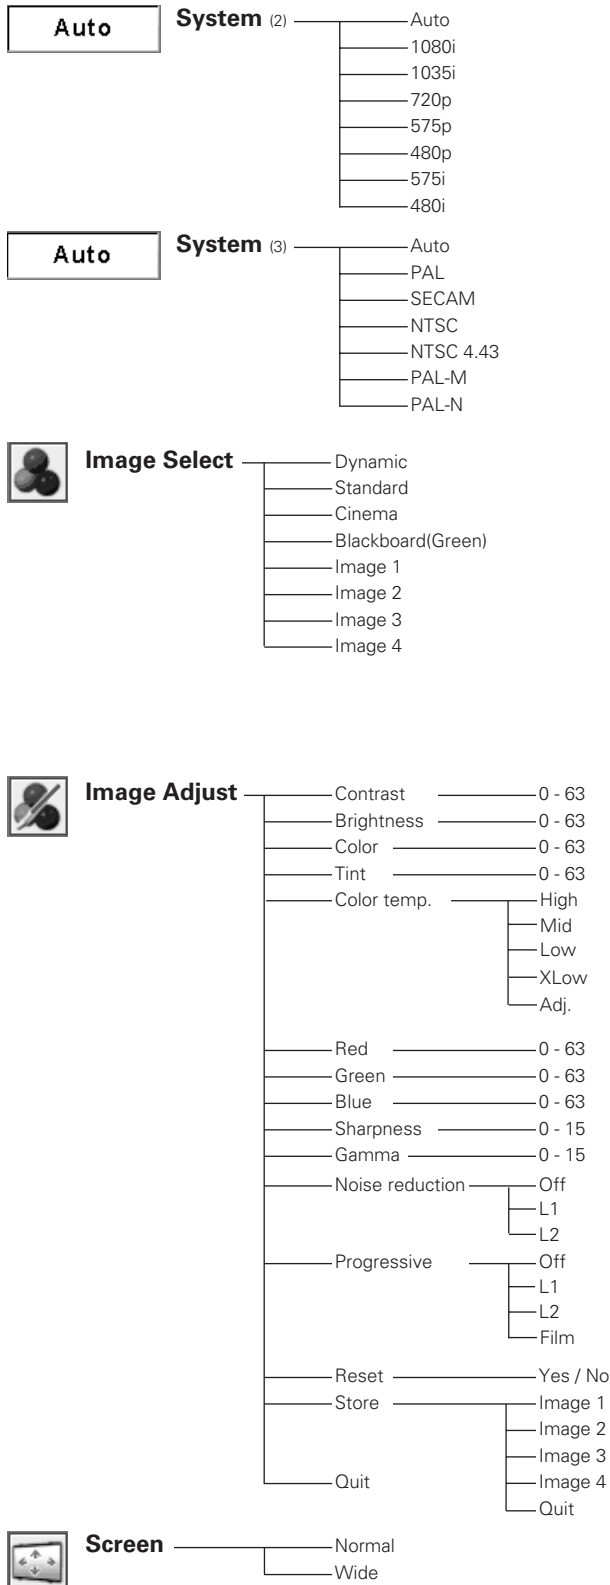 Auto System (2) Auto
1080i
1035i
720p
575p
480p
575i
480i
Auto System (3) Auto
PAL
SECAM
NTSC
NTSC 4.43
PAL-M
PAL-N
Image Select Dynamic
Standard
Cinema
Blackboard(Green)
Image 1
Image 2
Image 3
Image 4
Image Adjust Contrast 0 - 63
Brightness 0 - 63
Color 0 - 63
Tint 0 - 63
Color temp. High
Mid
Low
XLow
Adj.
Red 0 - 63
Green 0 - 63
Blue 0 - 63
Sharpness 0 - 15
Gamma 0 - 15
Noise reduction Off
L1
L2
Progressive Off
L1
L2
Film
Reset Yes / No
Store Image 1
Image 2
Image 3
Quit Image 4
Quit
Screen Normal
Wide